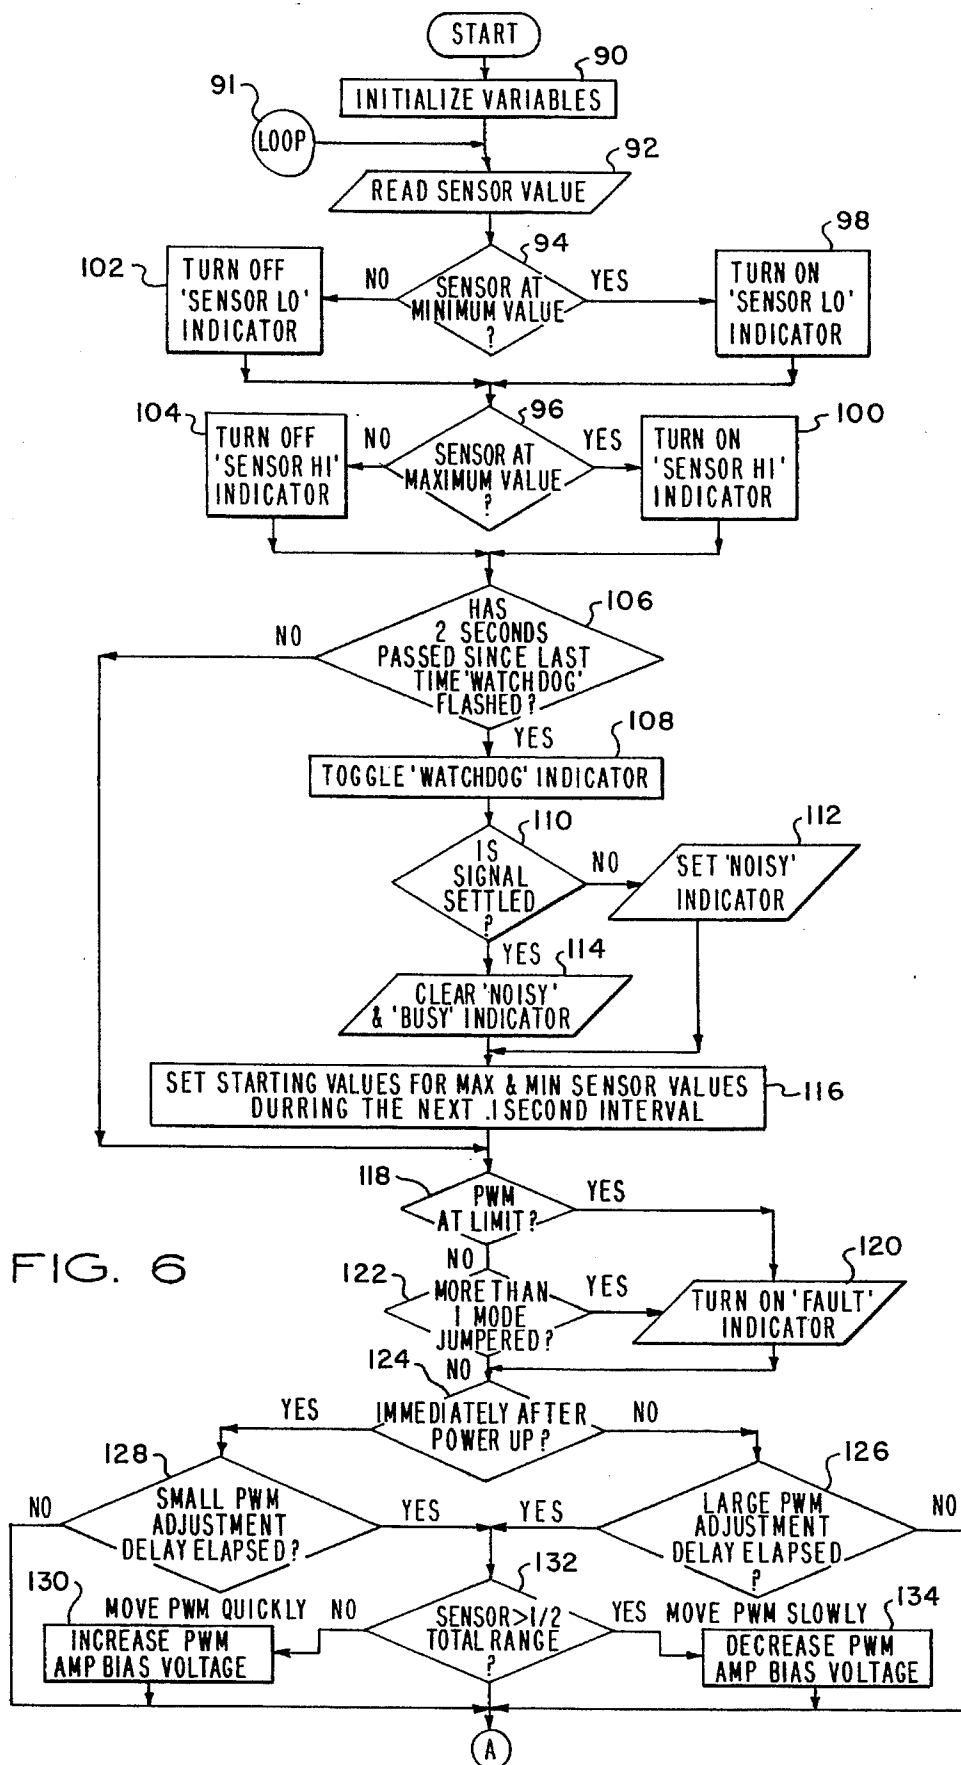 START
90
INITIALIZE VARIABLES
91
LOOP
92
READ SENSOR VALUE
94
98
102
TURN OFF
'SENSOR LO'
INDICATOR
NO
SENSOR AT
MINIMUM VALUE
?
YES
TURN ON
'SENSOR LO'
INDICATOR
96
100
104
TURN OFF
'SENSOR HI'
INDICATOR
NO
SENSOR AT
MAXIMUM VALUE
?
YES
TURN ON
'SENSOR HI'
INDICATOR
106
NO
HAS
2 SECONDS
PASSED SINCE LAST
TIME 'WATCHDOG'
FLASHED?
YES
108
TOGGLE 'WATCHDOG' INDICATOR
110
112
IS
SIGNAL
SETTLED
?
NO
SET 'NOISY'
INDICATOR
YES
114
CLEAR 'NOISY'
& 'BUSY' INDICATOR
SET STARTING VALUES FOR MAX & MIN SENSOR VALUES
DURRING THE NEXT .1 SECOND INTERVAL
116
118
PWM
AT LIMIT?
YES
NO
FIG. 6
120
122
MORE THAN
1 MODE
JUMPERED?
YES
TURN ON 'FAULT'
INDICATOR
NO
124
YES
IMMEDIATELY AFTER
POWER UP?
NO
128
126
NO
SMALL PWM
ADJUSTMENT
DELAY ELAPSED?
YES
YES
LARGE PWM
ADJUSTMENT
DELAY ELAPSED
?
NO
132
130
134
MOVE PWM QUICKLY
NO
SENSOR>1/2
TOTAL RANGE
?
YES
MOVE PWM SLOWLY
INCREASE PWM
AMP BIAS VOLTAGE
DECREASE PWM
AMP BIAS VOLTAGE
A